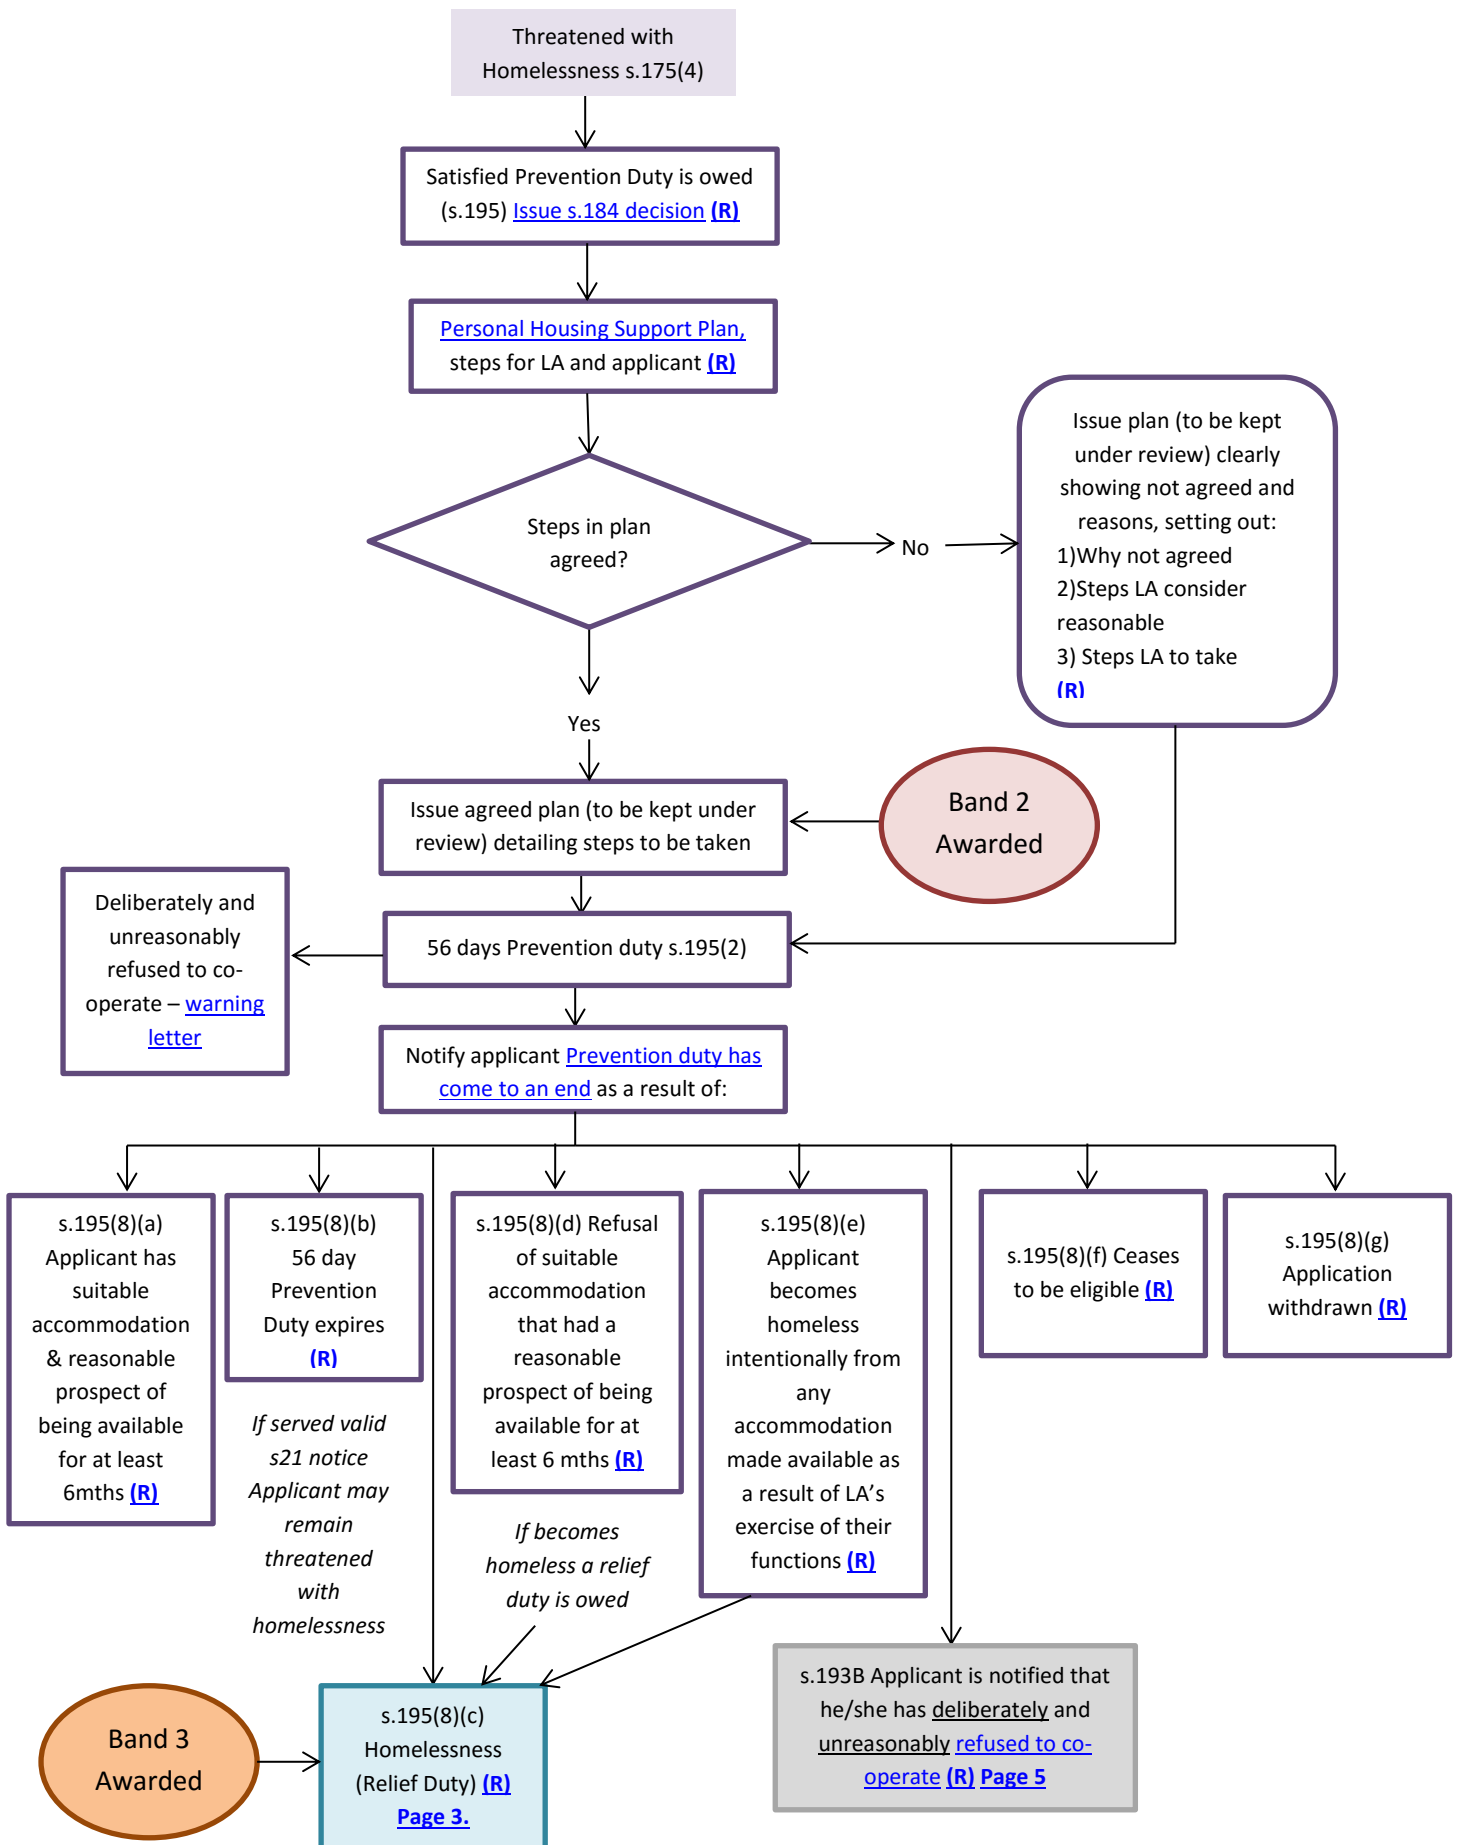 Threatened with
Homelessness s.175(4)
Satisfied Prevention Duty is owed
(s.195) Issue s.184 decision (R)
Personal Housing Support Plan,
steps for LA and applicant (R)
Steps in plan
agreed?
No
Issue plan (to be kept
under review) clearly
showing not agreed and
reasons, setting out:
1)Why not agreed
2)Steps LA consider
reasonable
3) Steps LA to take
(R)
Yes
Issue agreed plan (to be kept under
review) detailing steps to be taken
Band 2
Awarded
Deliberately and
unreasonably
refused to co-
operate – warning
letter
56 days Prevention duty s.195(2)
Notify applicant Prevention duty has
come to an end as a result of:
s.195(8)(a)
Applicant has
suitable
accommodation
& reasonable
prospect of
being available
for at least
6mths (R)
s.195(8)(b)
56 day
Prevention
Duty expires
(R)
If served valid
s21 notice
Applicant may
remain
threatened
with
homelessness
s.195(8)(d) Refusal
of suitable
accommodation
that had a
reasonable
prospect of being
available for at
least 6 mths (R)
If becomes
homeless a relief
duty is owed
s.195(8)(e)
Applicant
becomes
homeless
intentionally from
any
accommodation
made available as
a result of LA’s
exercise of their
functions (R)
s.195(8)(f) Ceases
to be eligible (R)
s.195(8)(g)
Application
withdrawn (R)
Band 3
Awarded
s.195(8)(c)
Homelessness
(Relief Duty) (R)
Page 3.
s.193B Applicant is notified that
he/she has deliberately and
unreasonably refused to co-
operate (R) Page 5